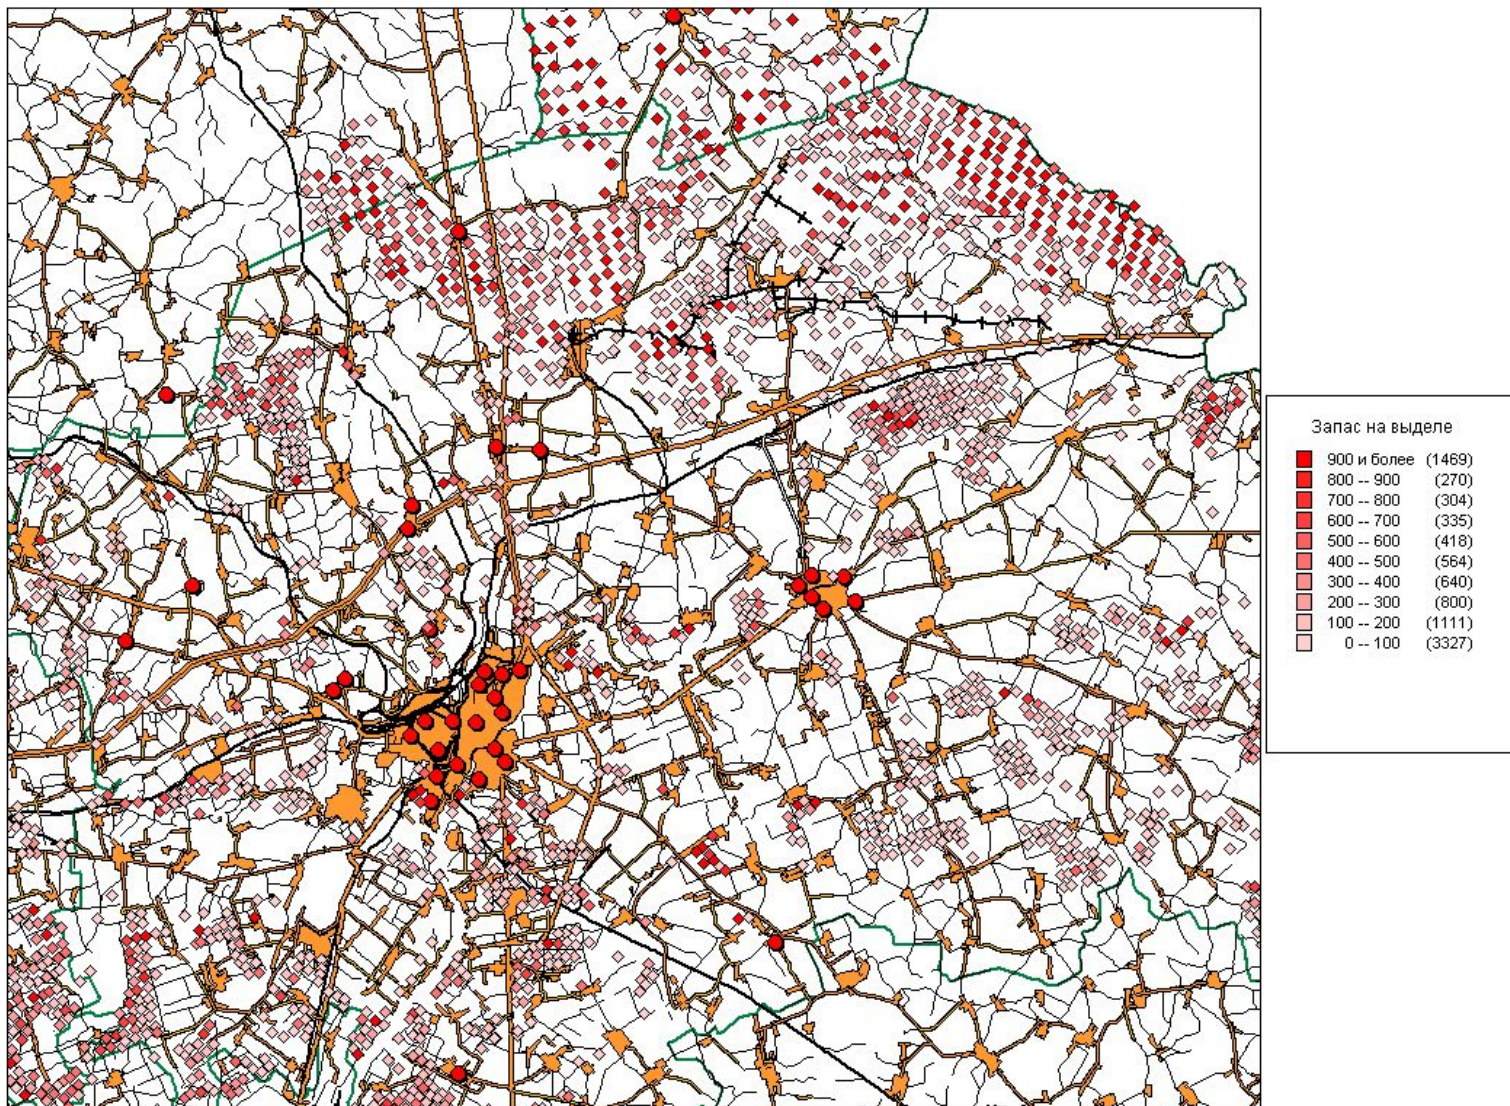 Запас на выделе
900 и более (1469)
800 -- 900 (270)
700 -- 800 (304)
600 -- 700 (335)
500 -- 600 (418)
400 -- 500 (564)
300 -- 400 (640)
200 -- 300 (800)
100 -- 200 (1111)
0 -- 100 (3327)